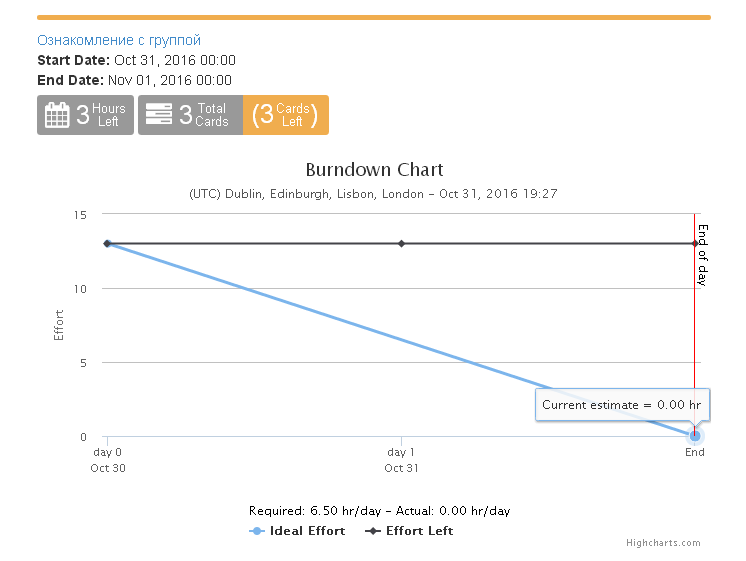 Ознакомление с группой
Start Date: Oct 31, 2016 00:00
End Date: Nov 01, 2016 00:00
3 Hours Left
3 Total Cards
(3 Cards Left)
Burndown Chart
(UTC) Dublin, Edinburgh, Lisbon, London – Oct 31, 2016 19:27
15
10
5
0
Effort
End of day
Current estimate = 0.00 hr
day 0
Oct 30
day 1
Oct 31
End
Required: 6.50 hr/day – Actual: 0.00 hr/day
Ideal Effort
Effort Left
Highcharts.com